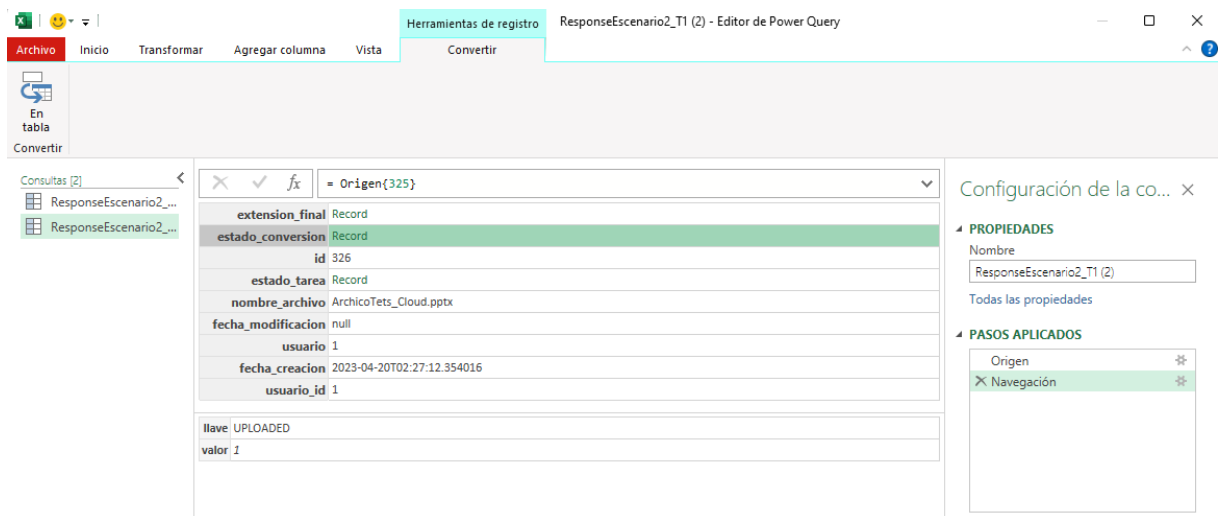 Herramientas de registro
ResponseEscenario2_T1 (2) - Editor de Power Query
Archivo Inicio Transformar Agregar columna Vista Convertir
En
tabla
Convertir
Consultas [2]
ResponseEscenario2_...
ResponseEscenario2_...
fx = Origen{325}
extension_final Record
estado_conversion Record
id 326
estado_tarea Record
nombre_archivo ArchicoTets_Cloud.pptx
fecha_modificacion null
usuario 1
fecha_creacion 2023-04-20T02:27:12.354016
usuario_id 1
llave UPLOADED
valor 1
Configuración de la co...
PROPIEDADES
Nombre
ResponseEscenario2_T1 (2)
Todas las propiedades
PASOS APLICADOS
Origen
Navegación